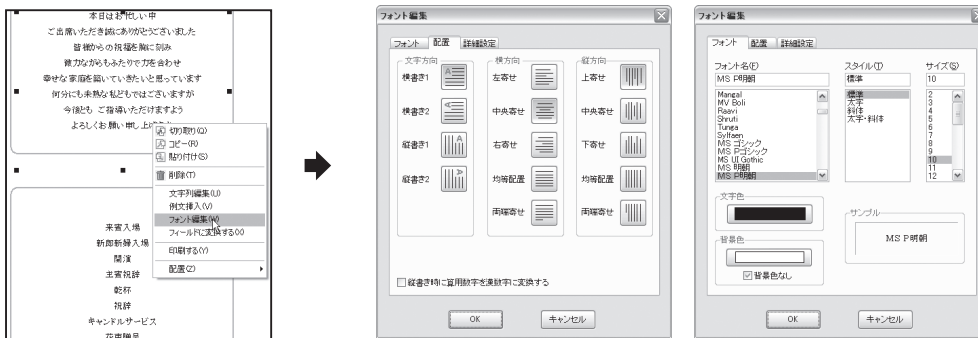 本日はお忙しい中
ご出席いただき誠にありがとうございました
皆様からの祝福を胸に刻み
微力ながらもふたりで力を合わせ
幸せな家庭を築いていきたいと思っています
何分にも未熟な私どもではございますが
今後とも ご指導いただけますよう
よろしくお願い申し上げ
切り取り(Q)
コピー(R)
貼り付け(S)
削除(T)
文字列編集(U)
例文挿入(V)
フォント編集(W)
フィールドに変換する(X)
印刷する(Y)
配置(Z)
来賓入場
新郎新婦入場
開演
主賓祝辞
乾杯
祝辞
キャンドルサービス
花束贈呈
フォント編集
フォント 配置 詳細設定
文字方向
横書き1
横書き2
縦書き1
縦書き2
横方向
左寄せ
中央寄せ
右寄せ
均等配置
両端寄せ
縦方向
上寄せ
中央寄せ
下寄せ
均等配置
両端寄せ
縦書き時に算用数字を漢数字に変換する
OK キャンセル
フォント編集
フォント 配置 詳細設定
フォント名(F)
MS P明朝
Mangal
MV Boli
Raavi
Shruti
Tunga
Sylfaen
MS ゴシック
MS Pゴシック
MS UI Gothic
MS 明朝
MS P明朝
スタイル(T)
標準
標準
太字
斜体
太字・斜体
サイズ(S)
10
2
3
4
5
6
7
8
9
10
11
12
文字色
背景色
背景色なし
サンプル
MS P明朝
OK キャンセル